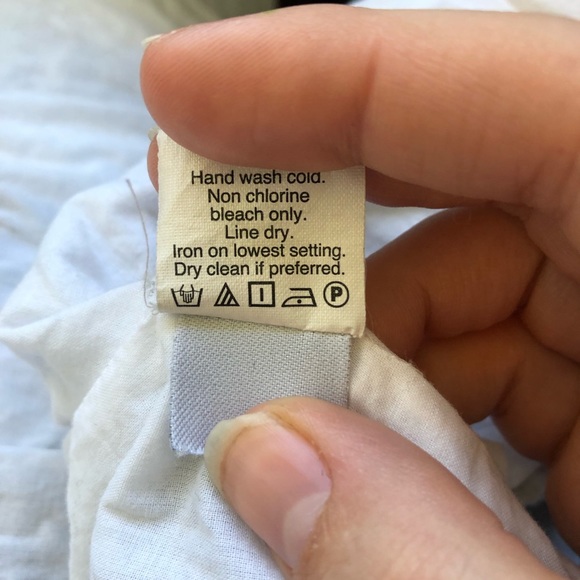 Hand wash cold.
Non chlorine
bleach only.
Line dry.
Iron on lowest setting.
Dry clean if preferred.
P